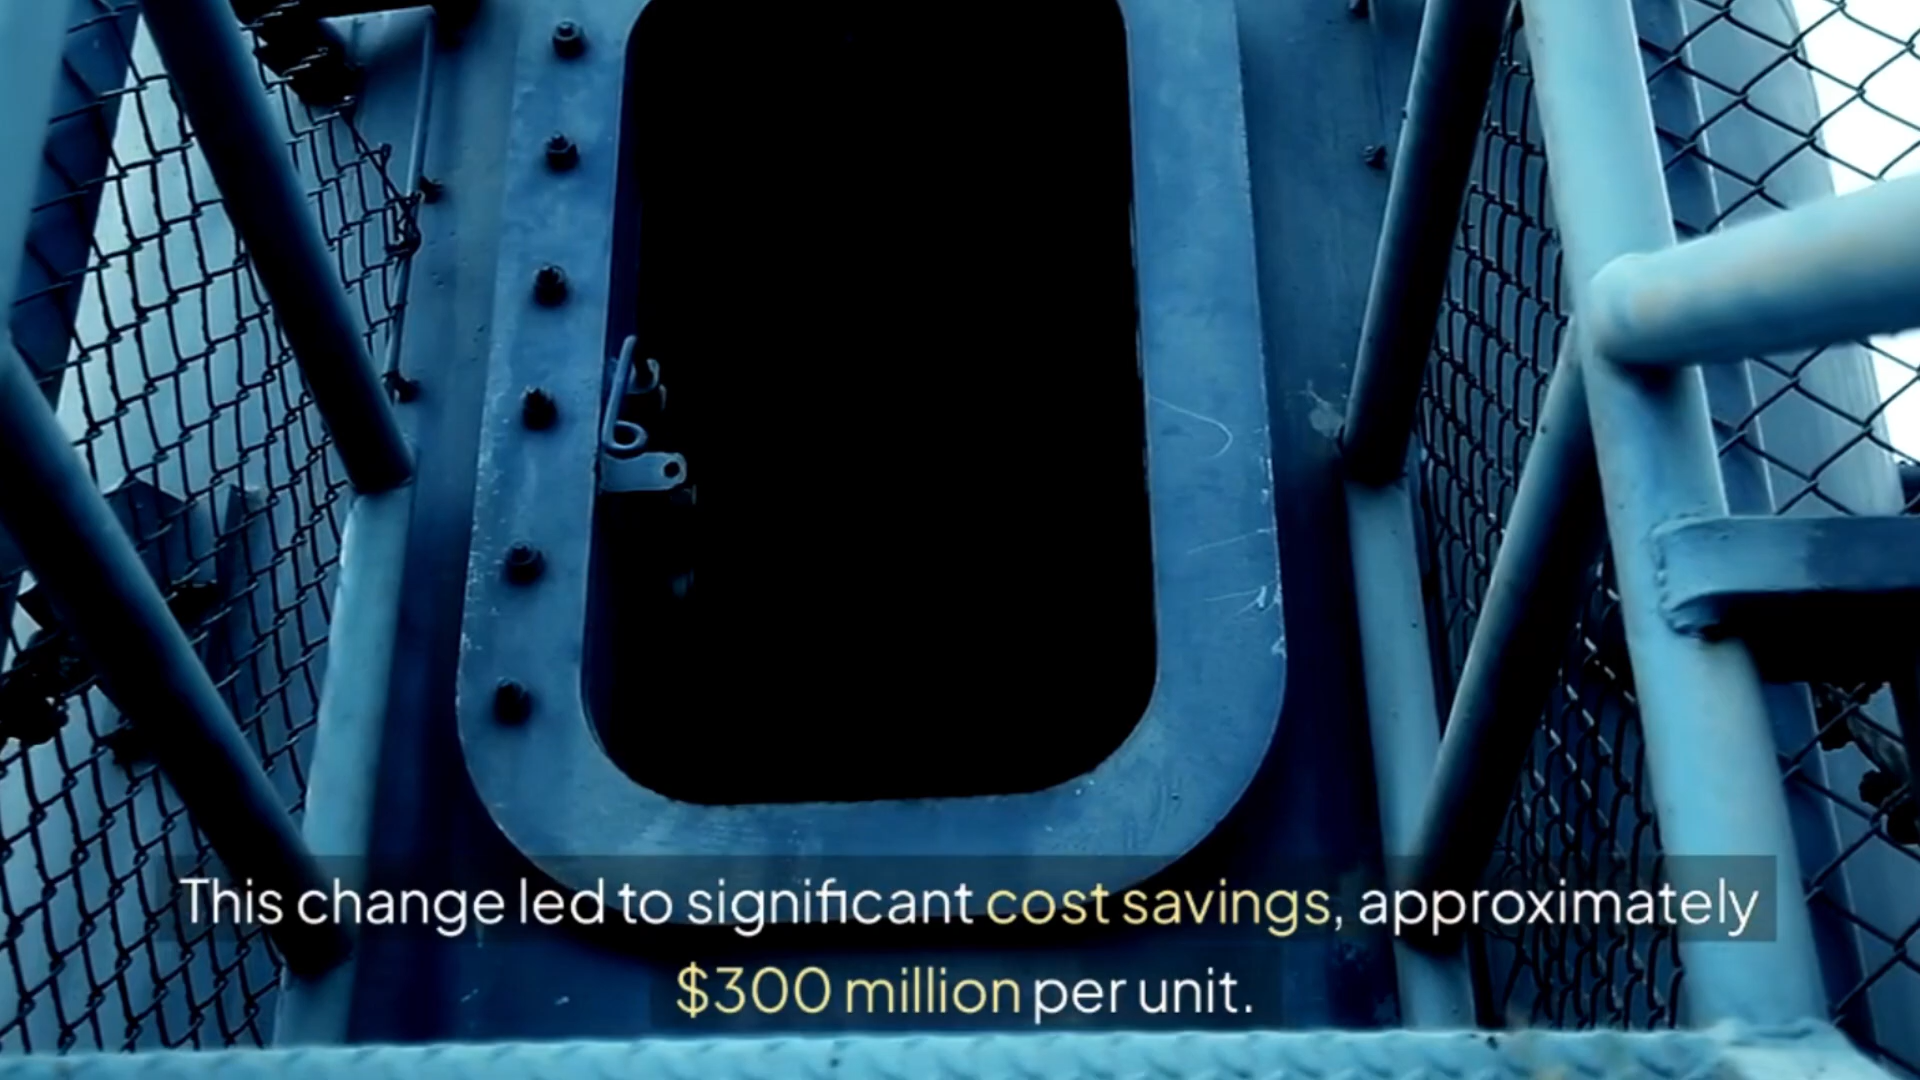 This change led to significant cost savings, approximately
$300 million per unit.